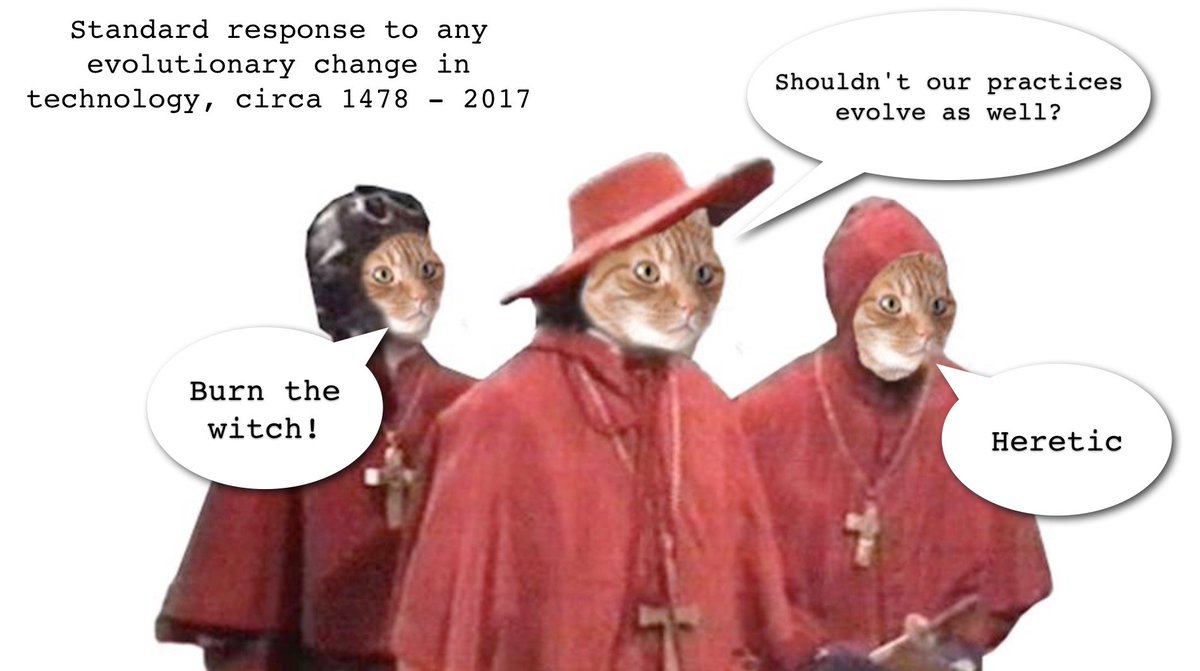 Standard response to any
evolutionary change in
technology, circa 1478 - 2017
Shouldn't our practices
evolve as well?
Burn the
witch!
Heretic